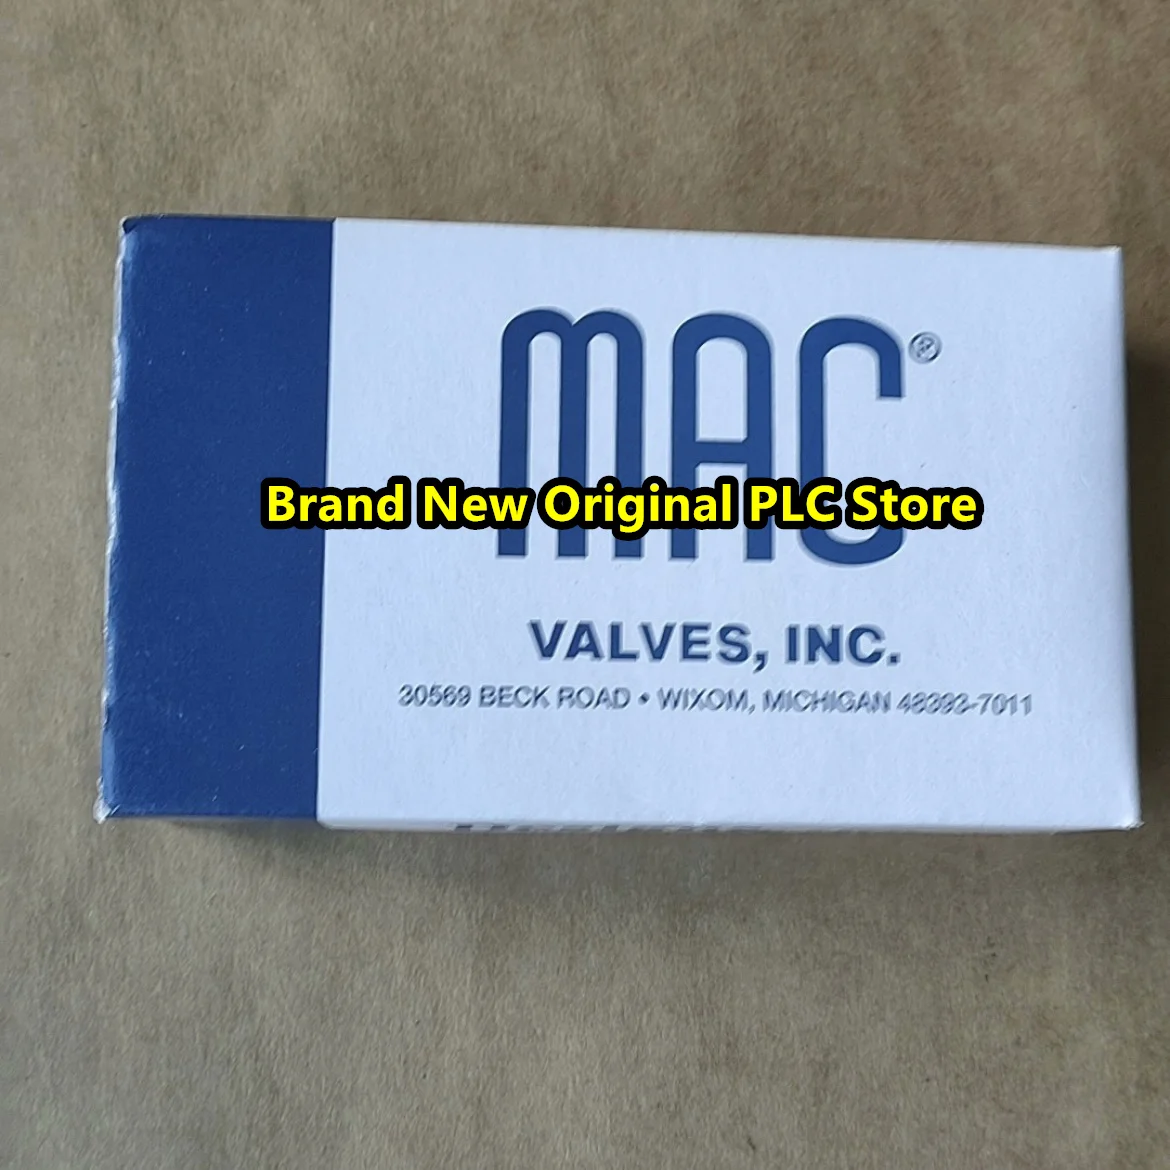 MAC®
Brand New Original PLC Store
VALVES, INC.
30569 BECK ROAD • WIXOM, MICHIGAN 48393-7011